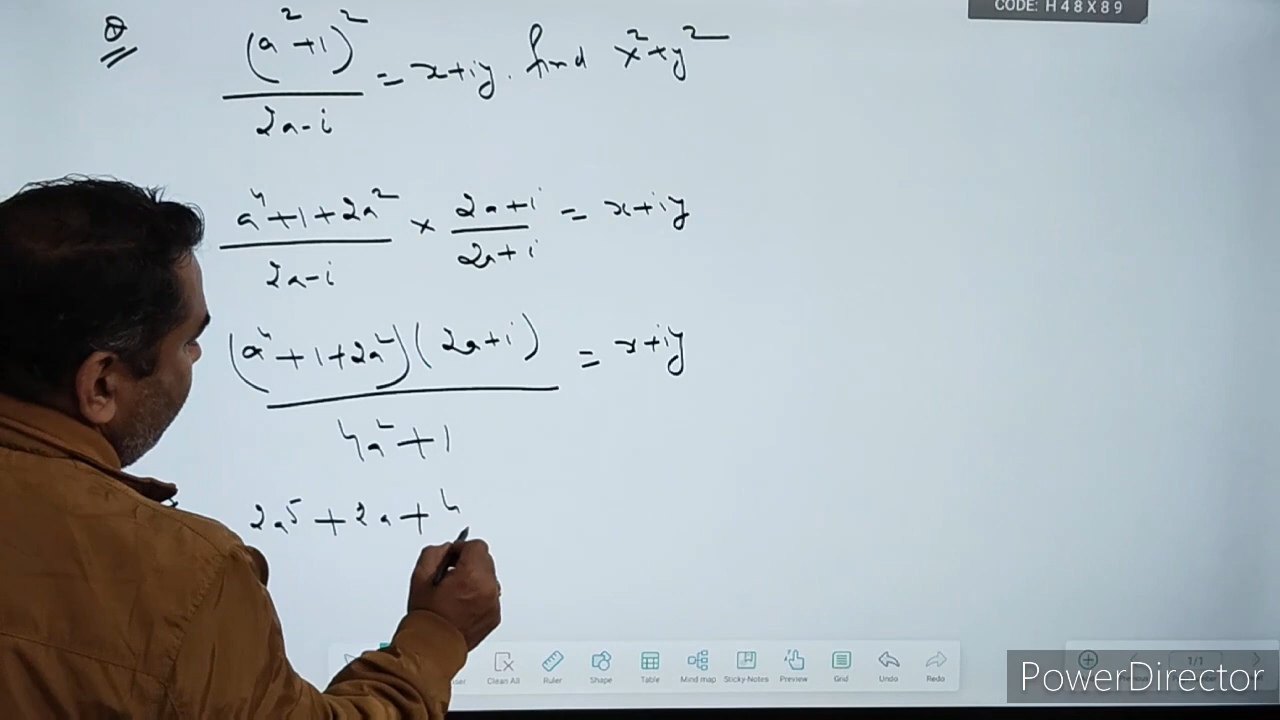 CODE: H48X89
Q (a²+1)² / 2a-i = x+iy. find x²+y²
a⁴+1+2a² / 2a-i × 2a+i / 2a+i = x+iy
(a⁴+1+2a²)(2a+i) / 4a²+1 = x+iy
2a⁵+2a+4
Clean All Ruler Shape Table Mind map Sticky-Notes Preview Grid Undo Redo 1/1
PowerDirector